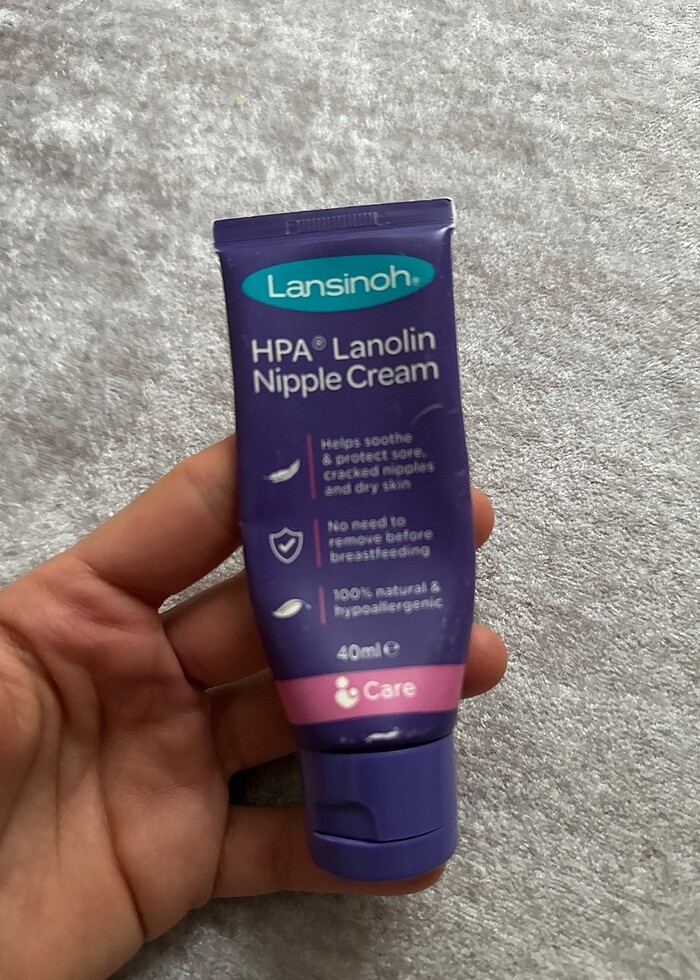 Lansinoh®
HPA® Lanolin
Nipple Cream
Helps soothe
& protect sore,
cracked nipples
and dry skin
No need to
remove before
breastfeeding
100% natural &
hypoallergenic
40ml ℮
Care